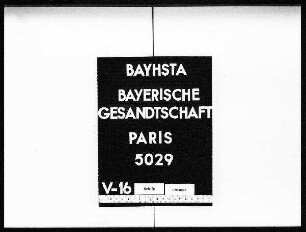 BAYHSTA
BAYERISCHE
GESANDTSCHAFT
PARIS
5029
V-16